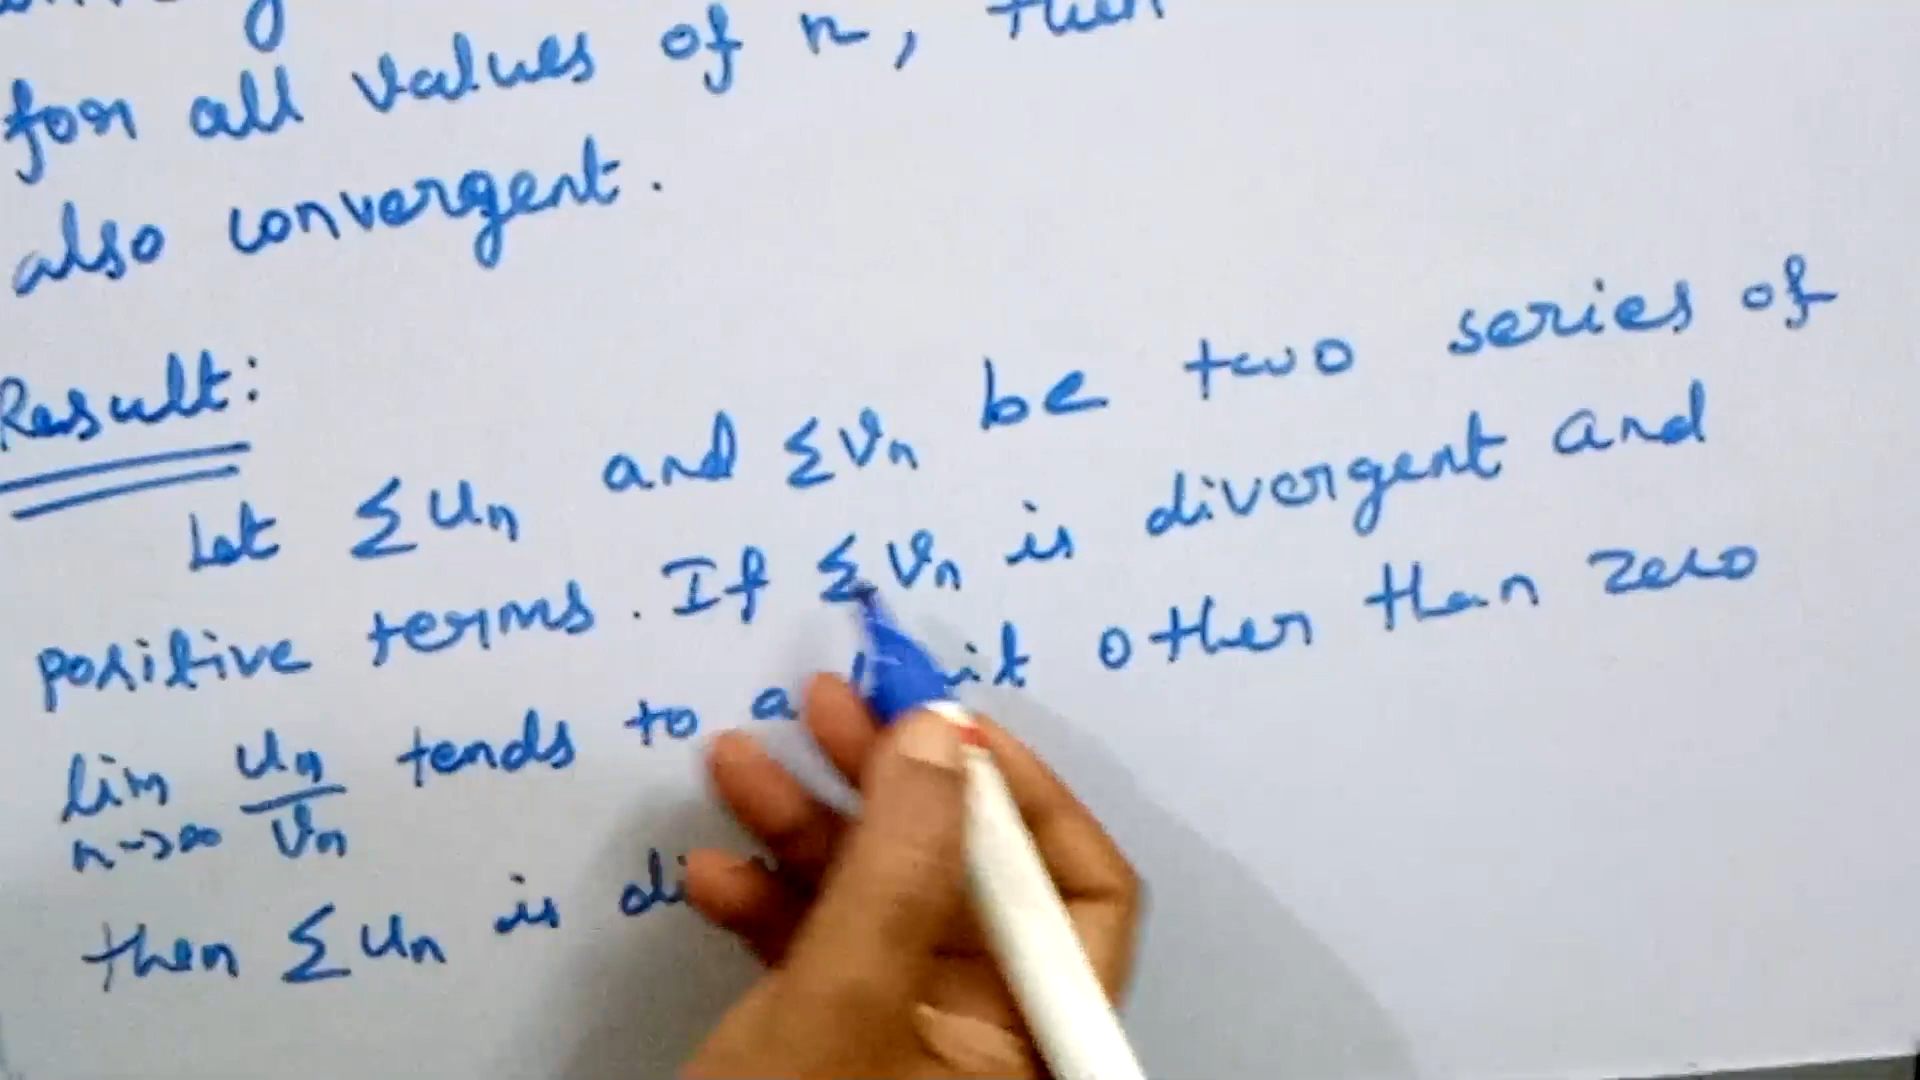 for all values of n, then
also convergent.
Result:
Let Σun and Σvn be two series of
positive terms. If Σvn is divergent and
lim n->∞ un/vn tends to a limit other than zero
then Σun is di